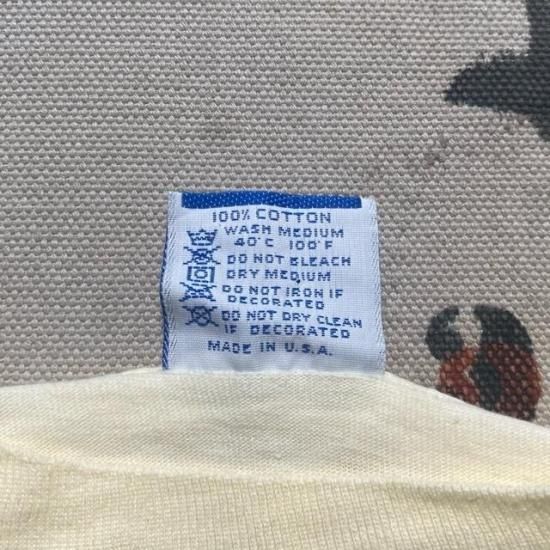 100% COTTON
WASH MEDIUM
40°C 100°F
DO NOT BLEACH
DRY MEDIUM
DO NOT IRON IF
DECORATED
DO NOT DRY CLEAN
IF DECORATED
MADE IN U.S.A.